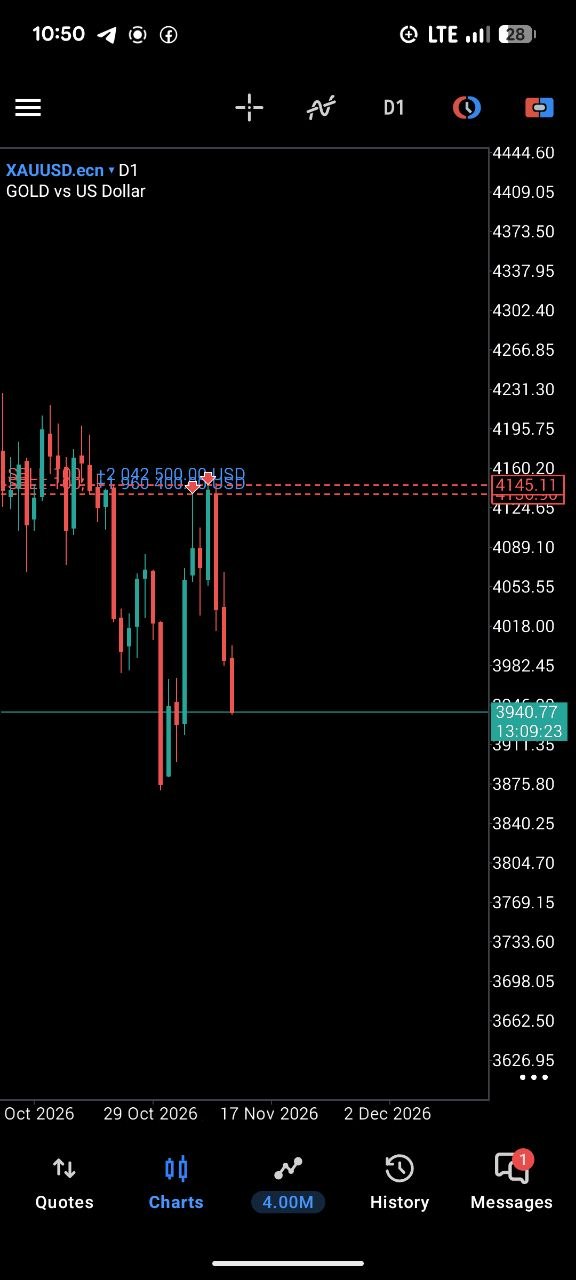 10:50
LTE
28
D1
XAUUSD.ecn ▾ D1
GOLD vs US Dollar
4444.60
4409.05
4373.50
4337.95
4302.40
4266.85
4231.30
4195.75
4160.20
+2 042 500.00 USD
4145.11
4124.65
4089.10
4053.55
4018.00
3982.45
3940.77
13:09:23
3911.35
3875.80
3840.25
3804.70
3769.15
3733.60
3698.05
3662.50
3626.95
Oct 2026
29 Oct 2026
17 Nov 2026
2 Dec 2026
1
Quotes
Charts
4.00M
History
Messages